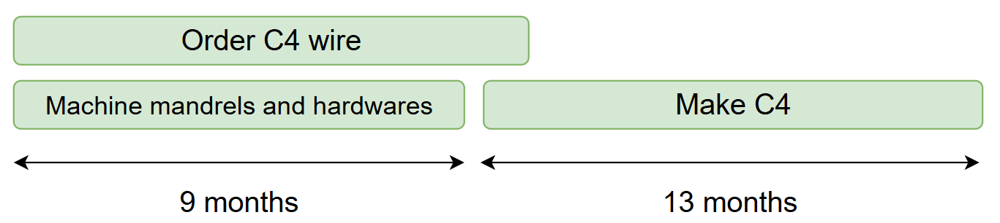 Order C4 wire
Machine mandrels and hardwares
Make C4
9 months
13 months